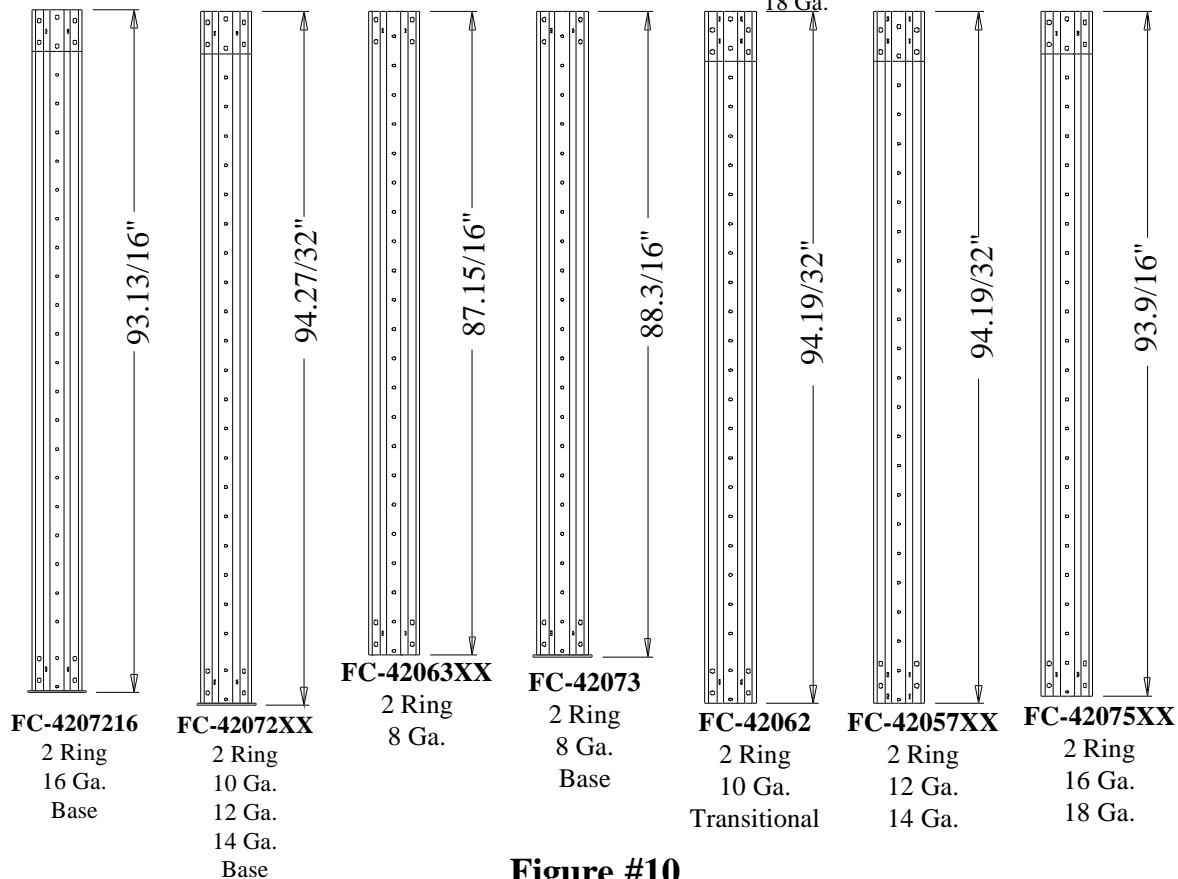 18 Ga.
93.13/16"
94.27/32"
87.15/16"
88.3/16"
94.19/32"
94.19/32"
93.9/16"
FC-4207216
2 Ring
16 Ga.
Base
FC-42072XX
2 Ring
10 Ga.
12 Ga.
14 Ga.
Base
FC-42063XX
2 Ring
8 Ga.
FC-42073
2 Ring
8 Ga.
Base
FC-42062
2 Ring
10 Ga.
Transitional
FC-42057XX
2 Ring
12 Ga.
14 Ga.
FC-42075XX
2 Ring
16 Ga.
18 Ga.
Figure #10